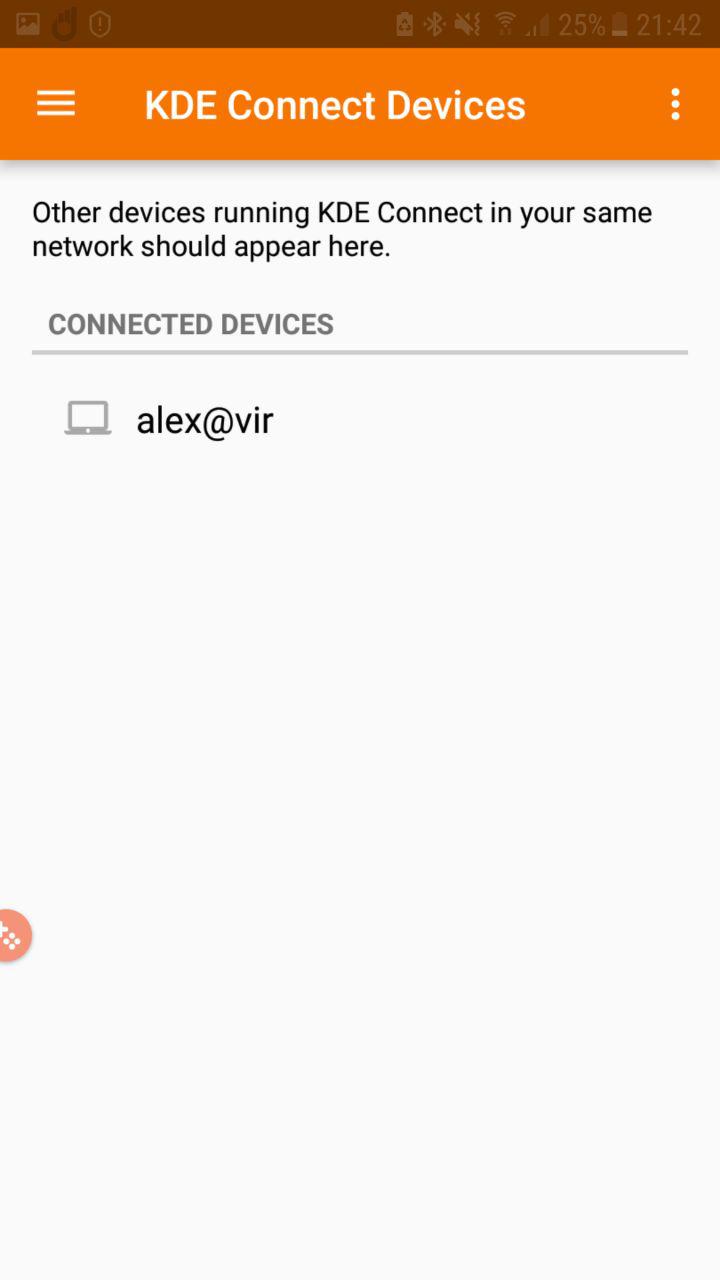 25% 21:42
KDE Connect Devices
Other devices running KDE Connect in your same
network should appear here.
CONNECTED DEVICES
alex@vir